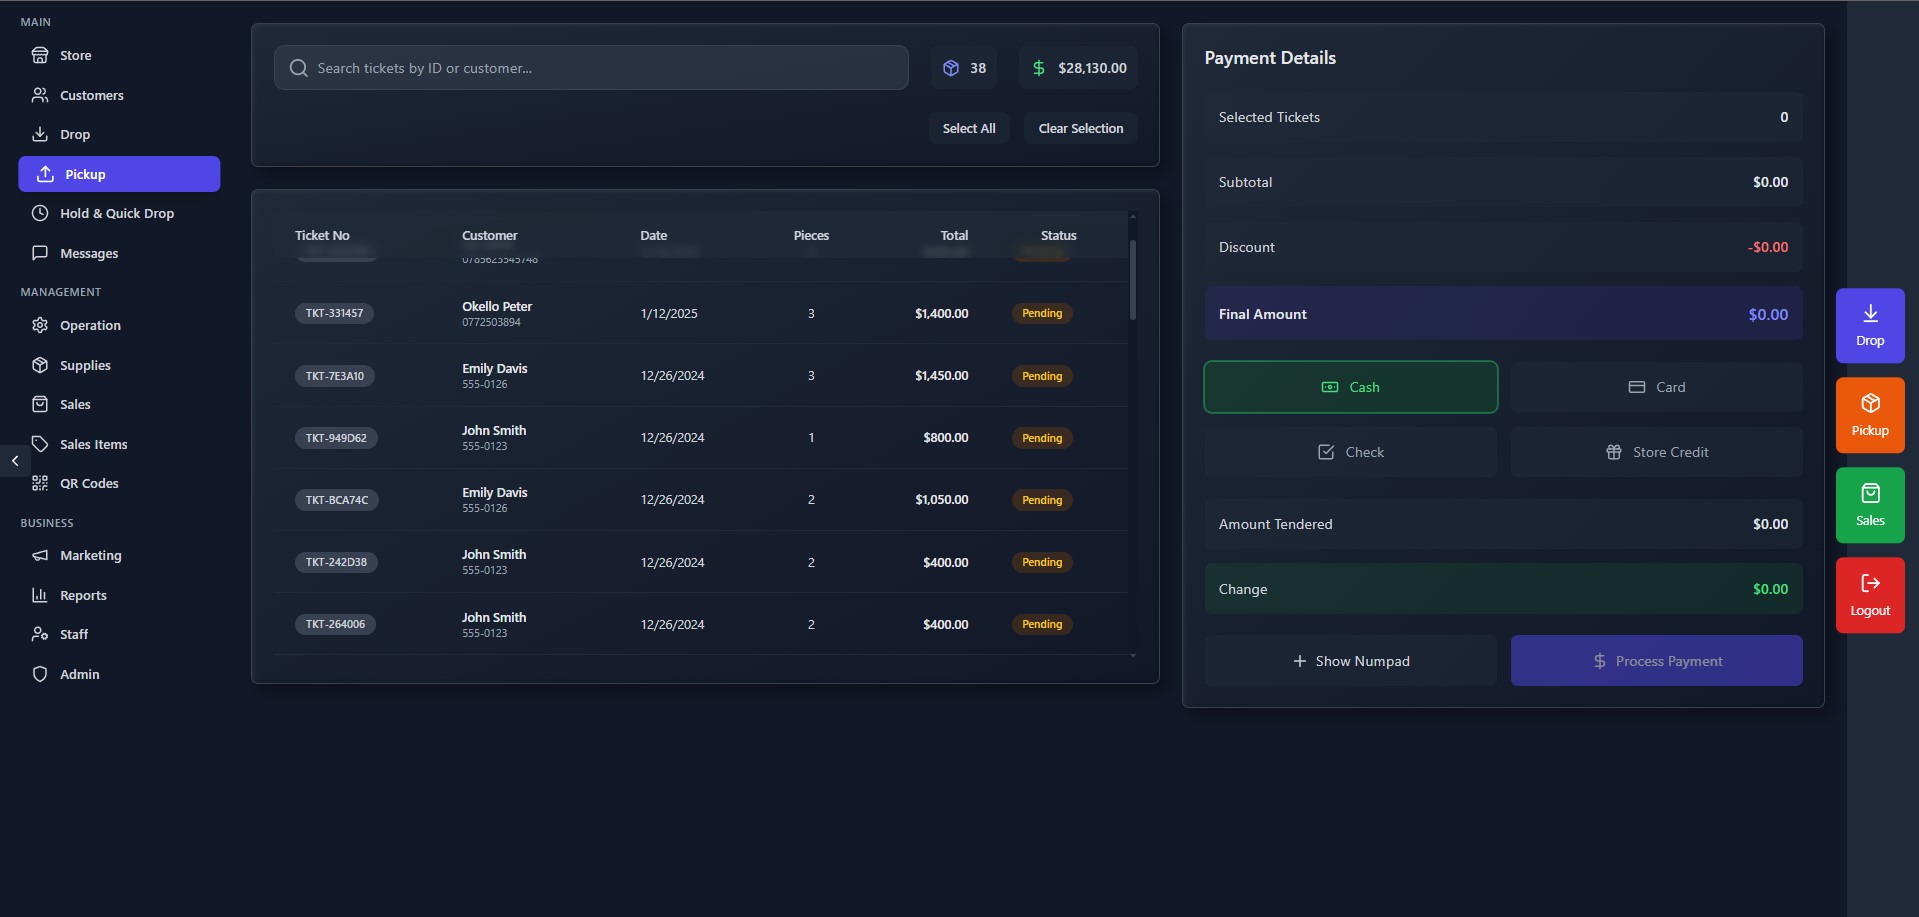 MAIN
Store
Customers
Drop
Pickup
Hold & Quick Drop
Messages
MANAGEMENT
Operation
Supplies
Sales
Sales Items
QR Codes
BUSINESS
Marketing
Reports
Staff
Admin
Search tickets by ID or customer...
38
$28,130.00
Select All
Clear Selection
Ticket No Customer Date Pieces Total Status
0785623545748
TKT-331457 Okello Peter 1/12/2025 3 $1,400.00 Pending
0772503894
TKT-7E3A10 Emily Davis 12/26/2024 3 $1,450.00 Pending
555-0126
TKT-949D62 John Smith 12/26/2024 1 $800.00 Pending
555-0123
TKT-BCA74C Emily Davis 12/26/2024 2 $1,050.00 Pending
555-0126
TKT-242D38 John Smith 12/26/2024 2 $400.00 Pending
555-0123
TKT-264006 John Smith 12/26/2024 2 $400.00 Pending
555-0123
Payment Details
Selected Tickets 0
Subtotal $0.00
Discount -$0.00
Final Amount $0.00
Cash
Card
Check
Store Credit
Amount Tendered $0.00
Change $0.00
Show Numpad
Process Payment
Drop
Pickup
Sales
Logout